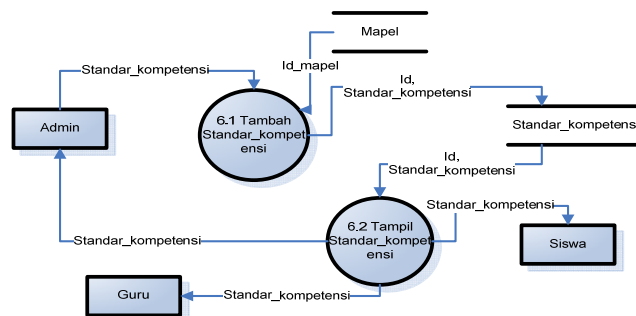 Mapel
Id_mapel
Standar_kompetensi
Id,
Standar_kompetensi
Admin
6.1 Tambah
Standar_kompet
ensi
Standar_kompetens
Id,
Standar_kompetensi
Standar_kompetensi
6.2 Tampil
Standar_kompet
ensi
Siswa
Standar_kompetensi
Guru
Standar_kompetensi